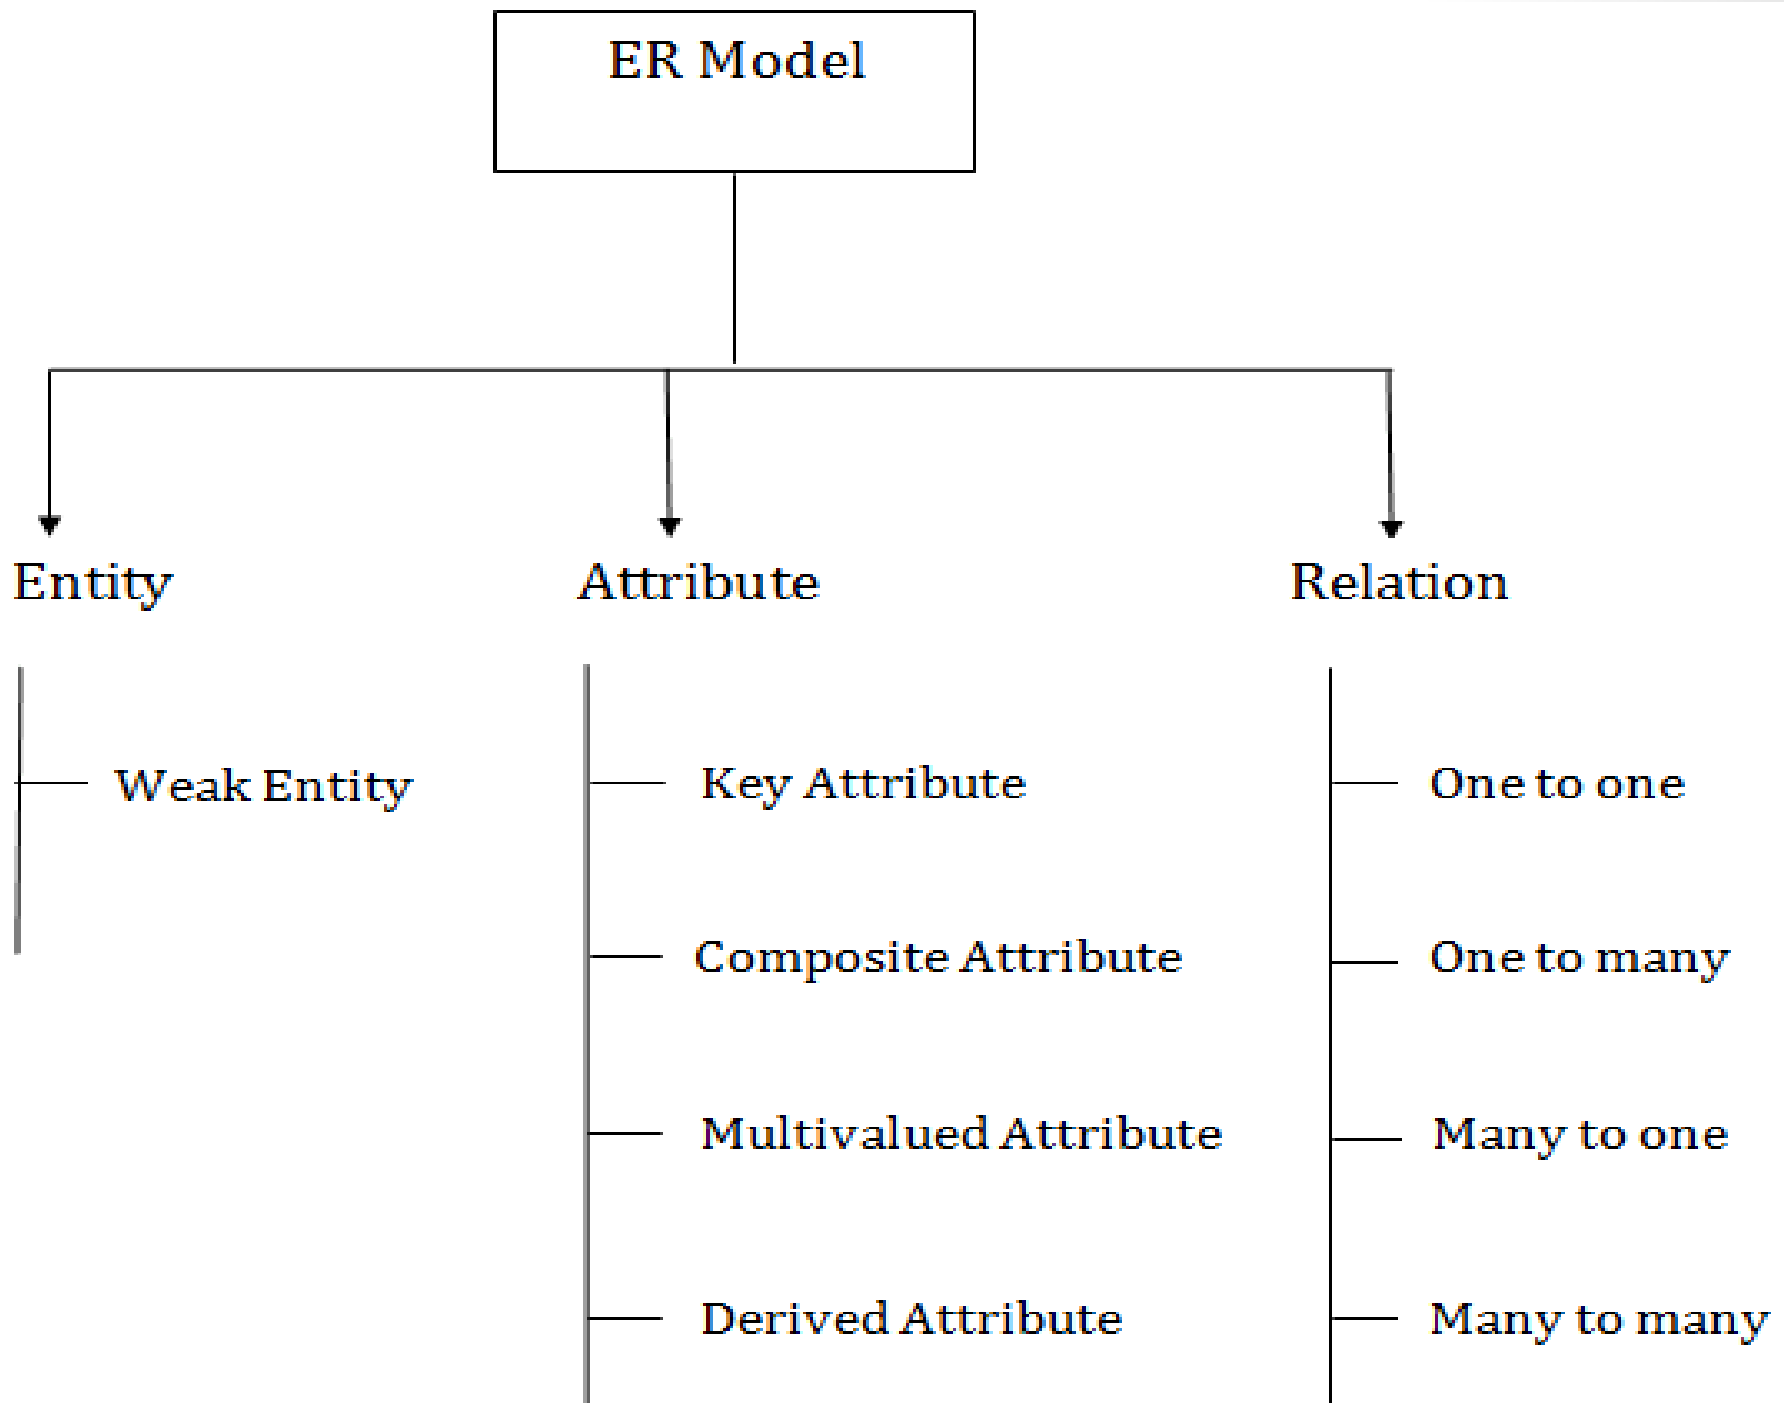 ER Model
Entity
Attribute
Relation
Weak Entity
Key Attribute
One to one
Composite Attribute
One to many
Multivalued Attribute
Many to one
Derived Attribute
Many to many